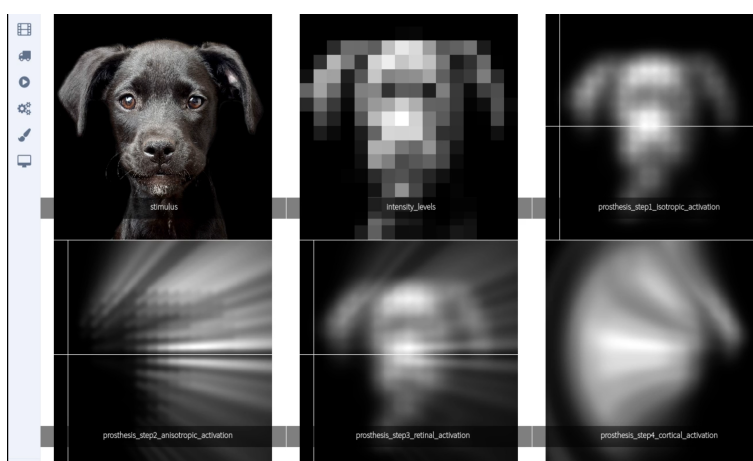 stimulus
intensity_levels
prosthesis_step1_isotropic_activation
prosthesis_step2_anisotropic_activation
prosthesis_step3_retinal_activation
prosthesis_step4_cortical_activation